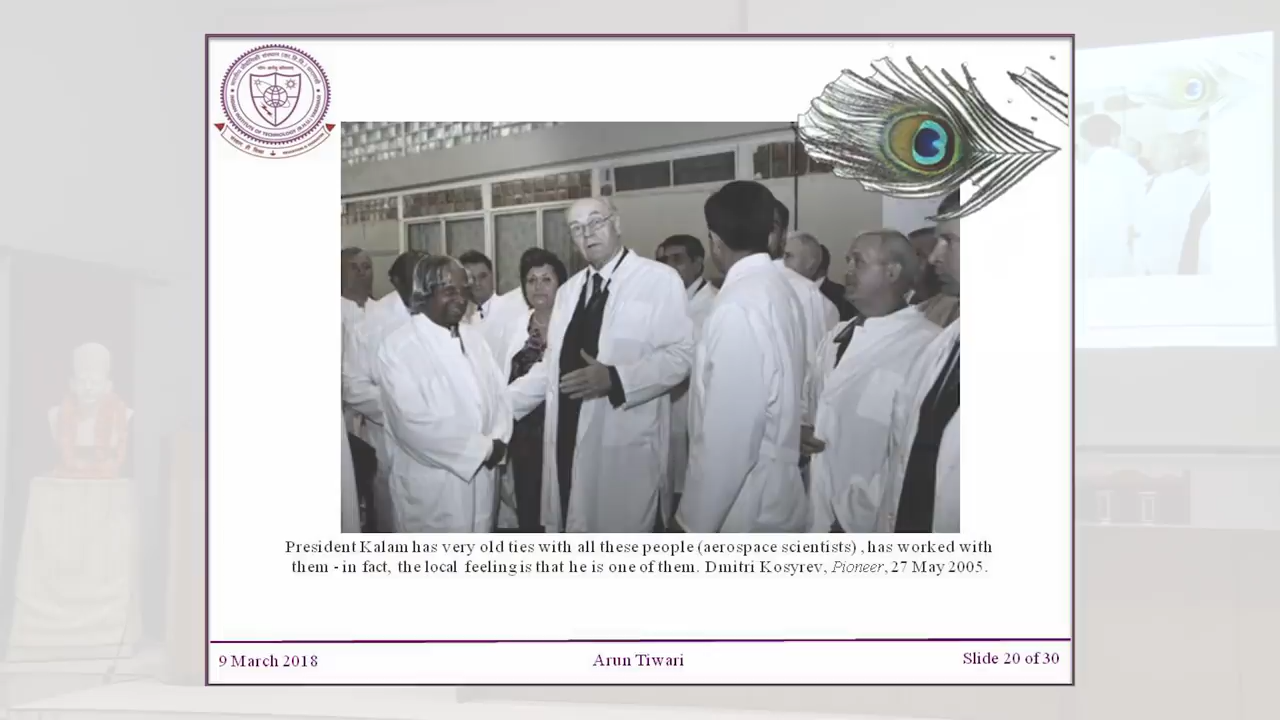 President Kalam has very old ties with all these people (aerospace scientists) , has worked with
them - in fact, the local feeling is that he is one of them. Dmitri Kosyrev, Pioneer, 27 May 2005.
9 March 2018
Arun Tiwari
Slide 20 of 30